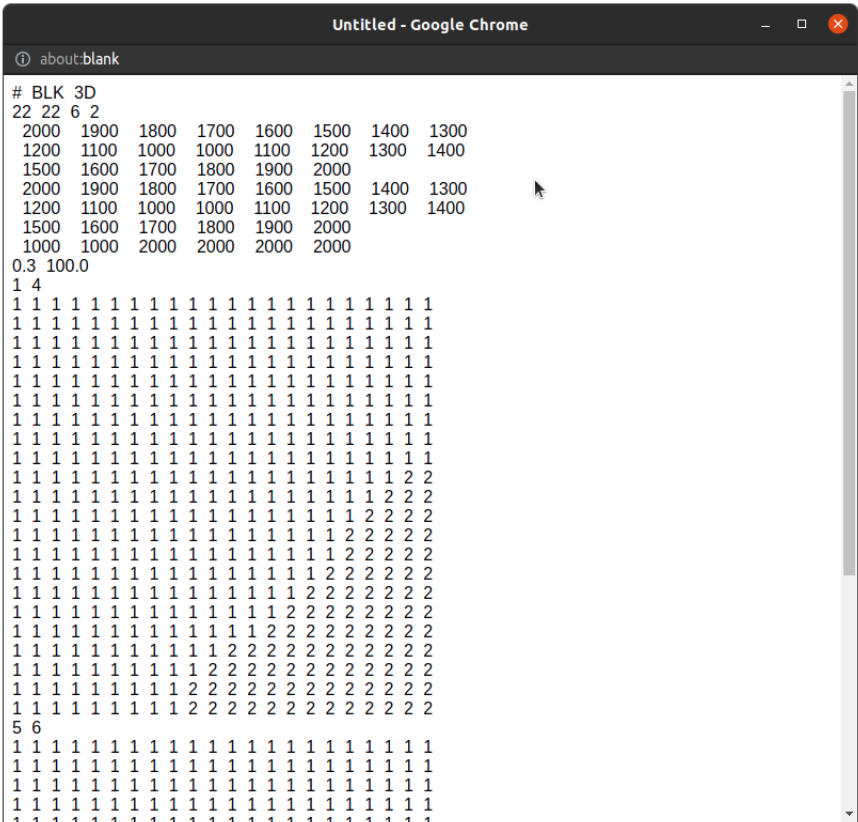 Untitled - Google Chrome
about:blank
# BLK 3D
22 22 6 2
2000 1900 1800 1700 1600 1500 1400 1300
1200 1100 1000 1000 1100 1200 1300 1400
1500 1600 1700 1800 1900 2000
2000 1900 1800 1700 1600 1500 1400 1300
1200 1100 1000 1000 1100 1200 1300 1400
1500 1600 1700 1800 1900 2000
1000 1000 2000 2000 2000 2000
0.3 100.0
1 4
1 1 1 1 1 1 1 1 1 1 1 1 1 1 1 1 1 1 1 1 1 1
1 1 1 1 1 1 1 1 1 1 1 1 1 1 1 1 1 1 1 1 1 1
1 1 1 1 1 1 1 1 1 1 1 1 1 1 1 1 1 1 1 1 1 1
1 1 1 1 1 1 1 1 1 1 1 1 1 1 1 1 1 1 1 1 1 1
1 1 1 1 1 1 1 1 1 1 1 1 1 1 1 1 1 1 1 1 1 1
1 1 1 1 1 1 1 1 1 1 1 1 1 1 1 1 1 1 1 1 1 1
1 1 1 1 1 1 1 1 1 1 1 1 1 1 1 1 1 1 1 1 1 1
1 1 1 1 1 1 1 1 1 1 1 1 1 1 1 1 1 1 1 1 1 1
1 1 1 1 1 1 1 1 1 1 1 1 1 1 1 1 1 1 1 1 1 1
1 1 1 1 1 1 1 1 1 1 1 1 1 1 1 1 1 1 1 1 2 2
1 1 1 1 1 1 1 1 1 1 1 1 1 1 1 1 1 1 1 2 2 2
1 1 1 1 1 1 1 1 1 1 1 1 1 1 1 1 1 1 2 2 2 2
1 1 1 1 1 1 1 1 1 1 1 1 1 1 1 1 1 2 2 2 2 2
1 1 1 1 1 1 1 1 1 1 1 1 1 1 1 1 1 2 2 2 2 2
1 1 1 1 1 1 1 1 1 1 1 1 1 1 1 1 2 2 2 2 2 2
1 1 1 1 1 1 1 1 1 1 1 1 1 1 1 2 2 2 2 2 2 2
1 1 1 1 1 1 1 1 1 1 1 1 1 1 2 2 2 2 2 2 2 2
1 1 1 1 1 1 1 1 1 1 1 1 1 2 2 2 2 2 2 2 2 2
1 1 1 1 1 1 1 1 1 1 1 2 2 2 2 2 2 2 2 2 2 2
1 1 1 1 1 1 1 1 1 1 2 2 2 2 2 2 2 2 2 2 2 2
1 1 1 1 1 1 1 1 1 2 2 2 2 2 2 2 2 2 2 2 2 2
1 1 1 1 1 1 1 1 1 2 2 2 2 2 2 2 2 2 2 2 2 2
5 6
1 1 1 1 1 1 1 1 1 1 1 1 1 1 1 1 1 1 1 1 1 1
1 1 1 1 1 1 1 1 1 1 1 1 1 1 1 1 1 1 1 1 1 1
1 1 1 1 1 1 1 1 1 1 1 1 1 1 1 1 1 1 1 1 1 1
1 1 1 1 1 1 1 1 1 1 1 1 1 1 1 1 1 1 1 1 1 1